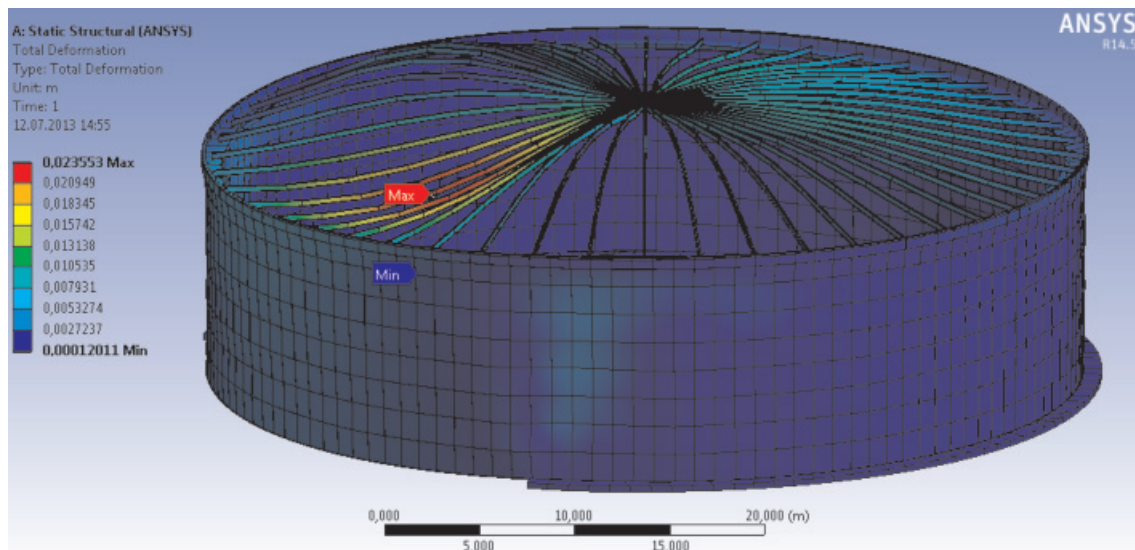 A: Static Structural (ANSYS)
Total Deformation
Type: Total Deformation
Unit: m
Time: 1
12.07.2013 14:55
0,023553 Max
0,020949
0,018345
0,015742
0,013138
0,010535
0,007931
0,0053274
0,0027237
0,00012011 Min
ANSYS
R14.5
Max
Min
0,000 10,000 20,000 (m)
5,000 15,000